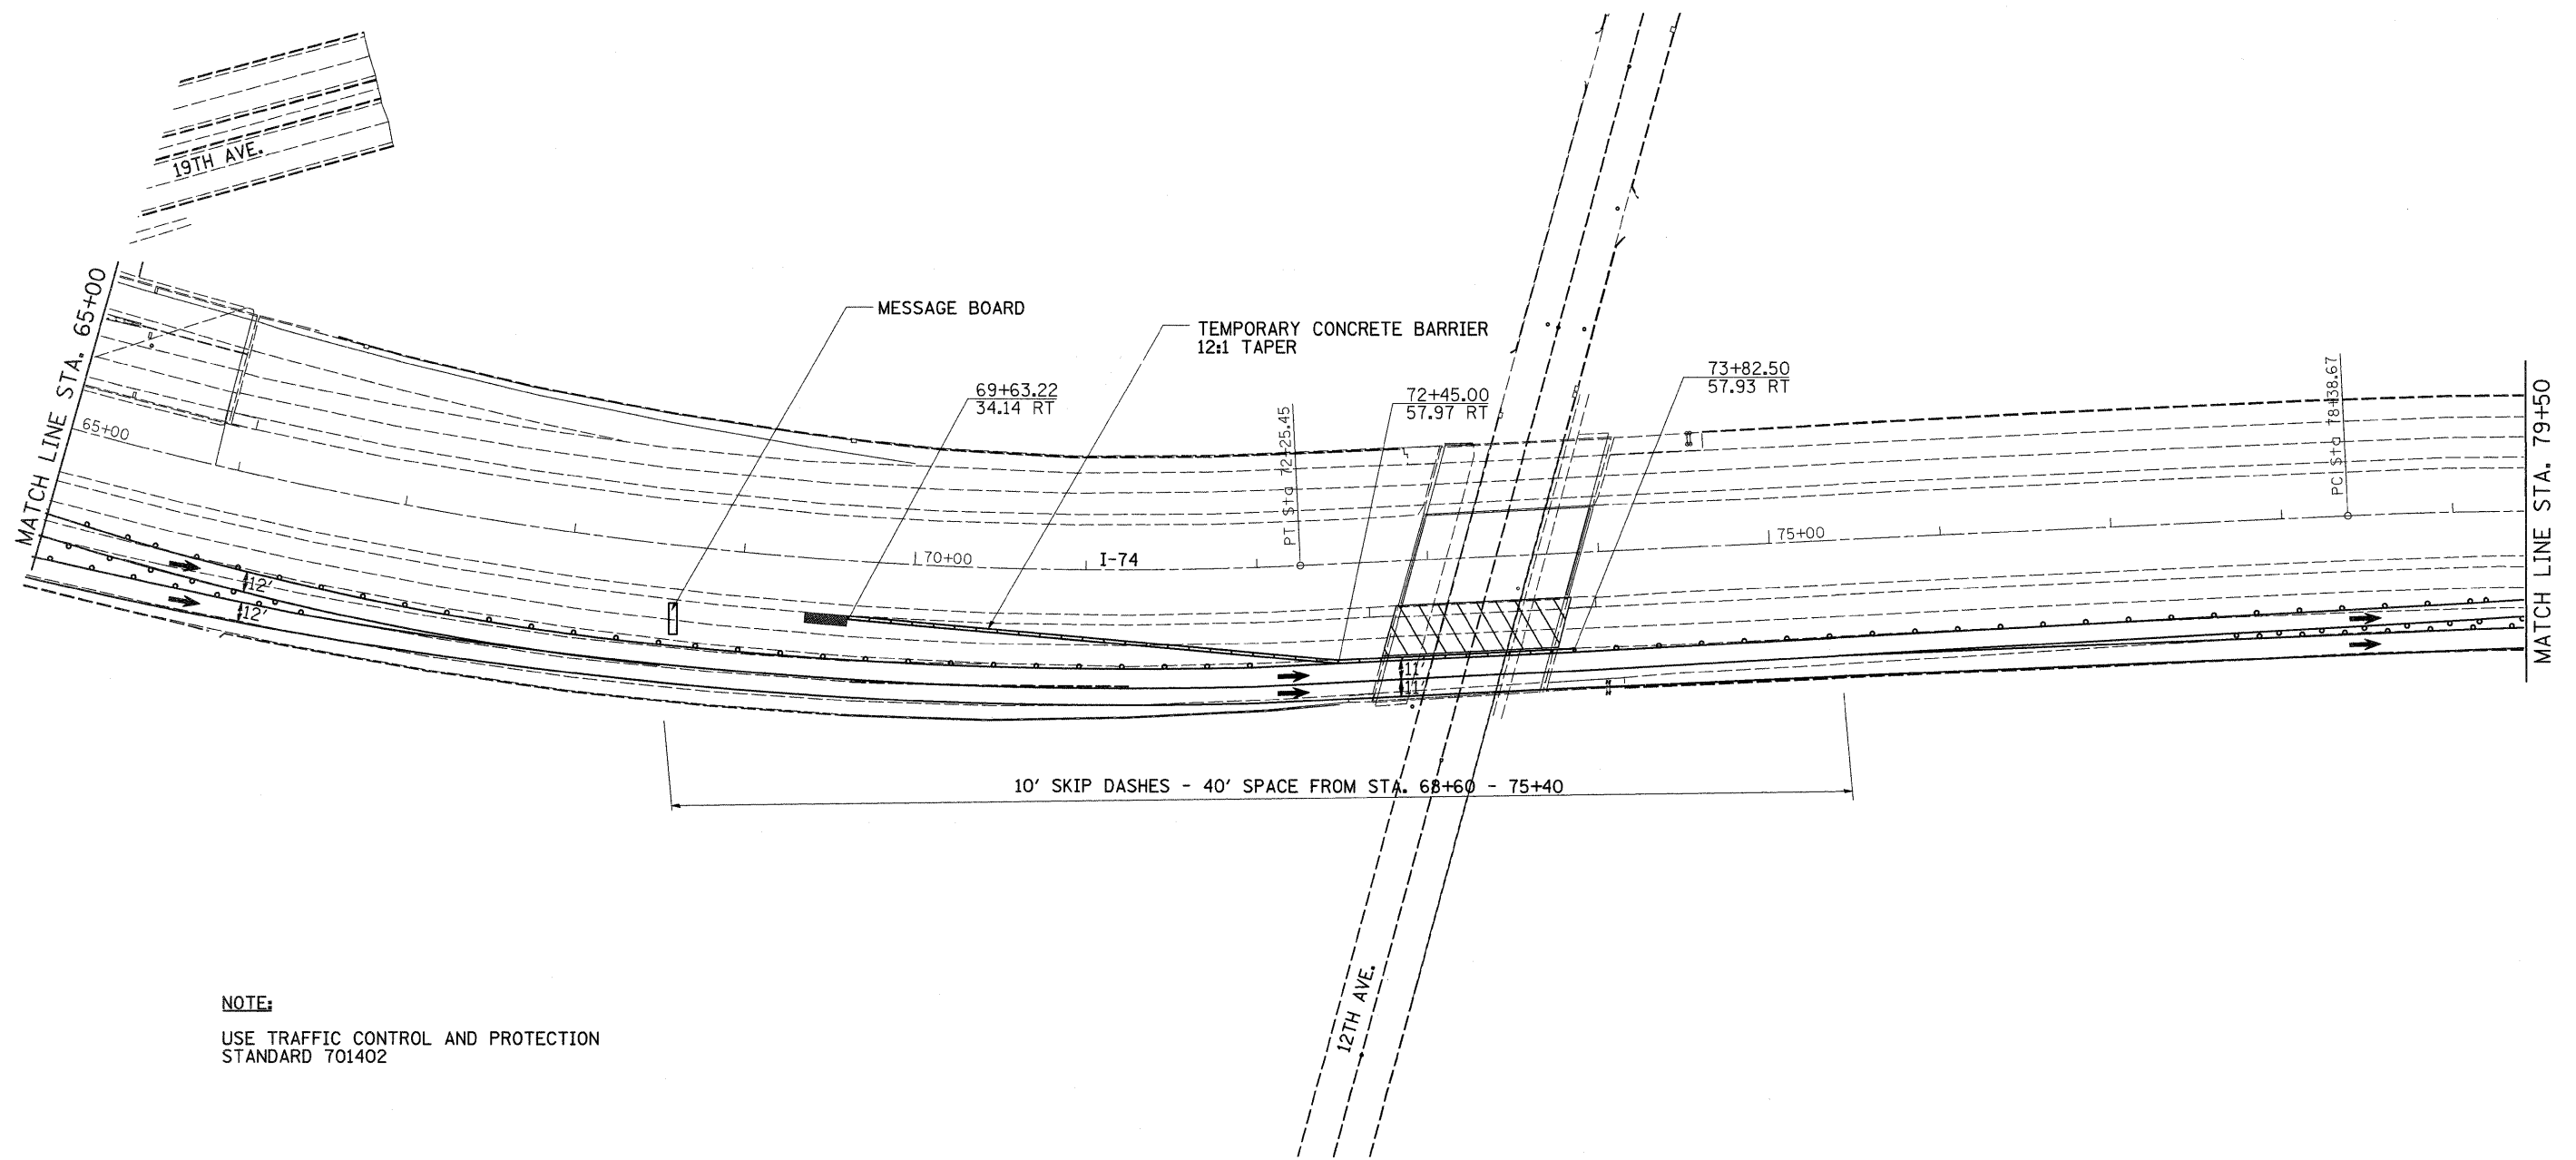 19TH AVE.
MATCH LINE STA. 65+00
65+00
MESSAGE BOARD
TEMPORARY CONCRETE BARRIER
12:1 TAPER
69+63.22
34.14 RT
72+45.00
57.97 RT
73+82.50
57.93 RT
PT Sta 72+25.45
PC Sta 78+38.67
MATCH LINE STA. 79+50
70+00
I-74
75+00
12'
12'
11'
11'
10' SKIP DASHES - 40' SPACE FROM STA. 68+60 - 75+40
12TH AVE.
NOTE:
USE TRAFFIC CONTROL AND PROTECTION
STANDARD 701402